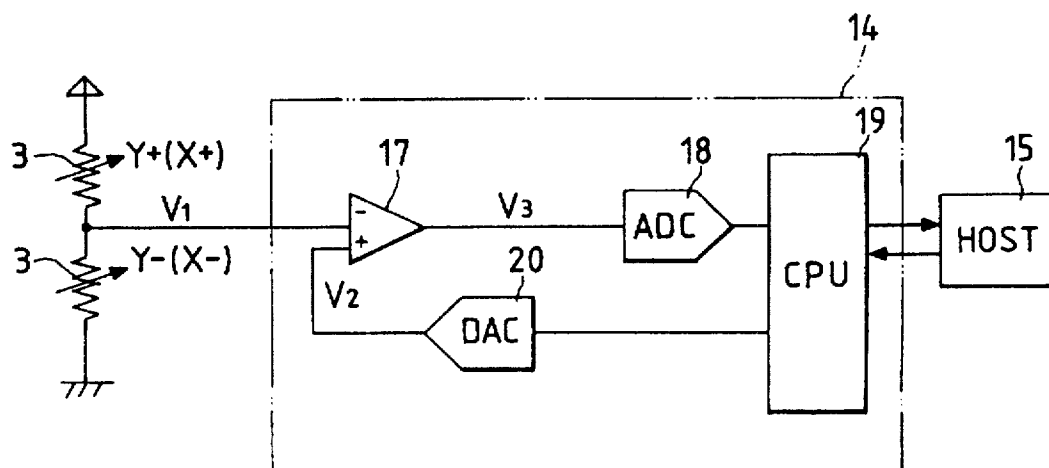 14
19
3
Y+(X+)
17
18
15
V1
V3
ADC
HOST
3
Y-(X-)
20
CPU
V2
DAC